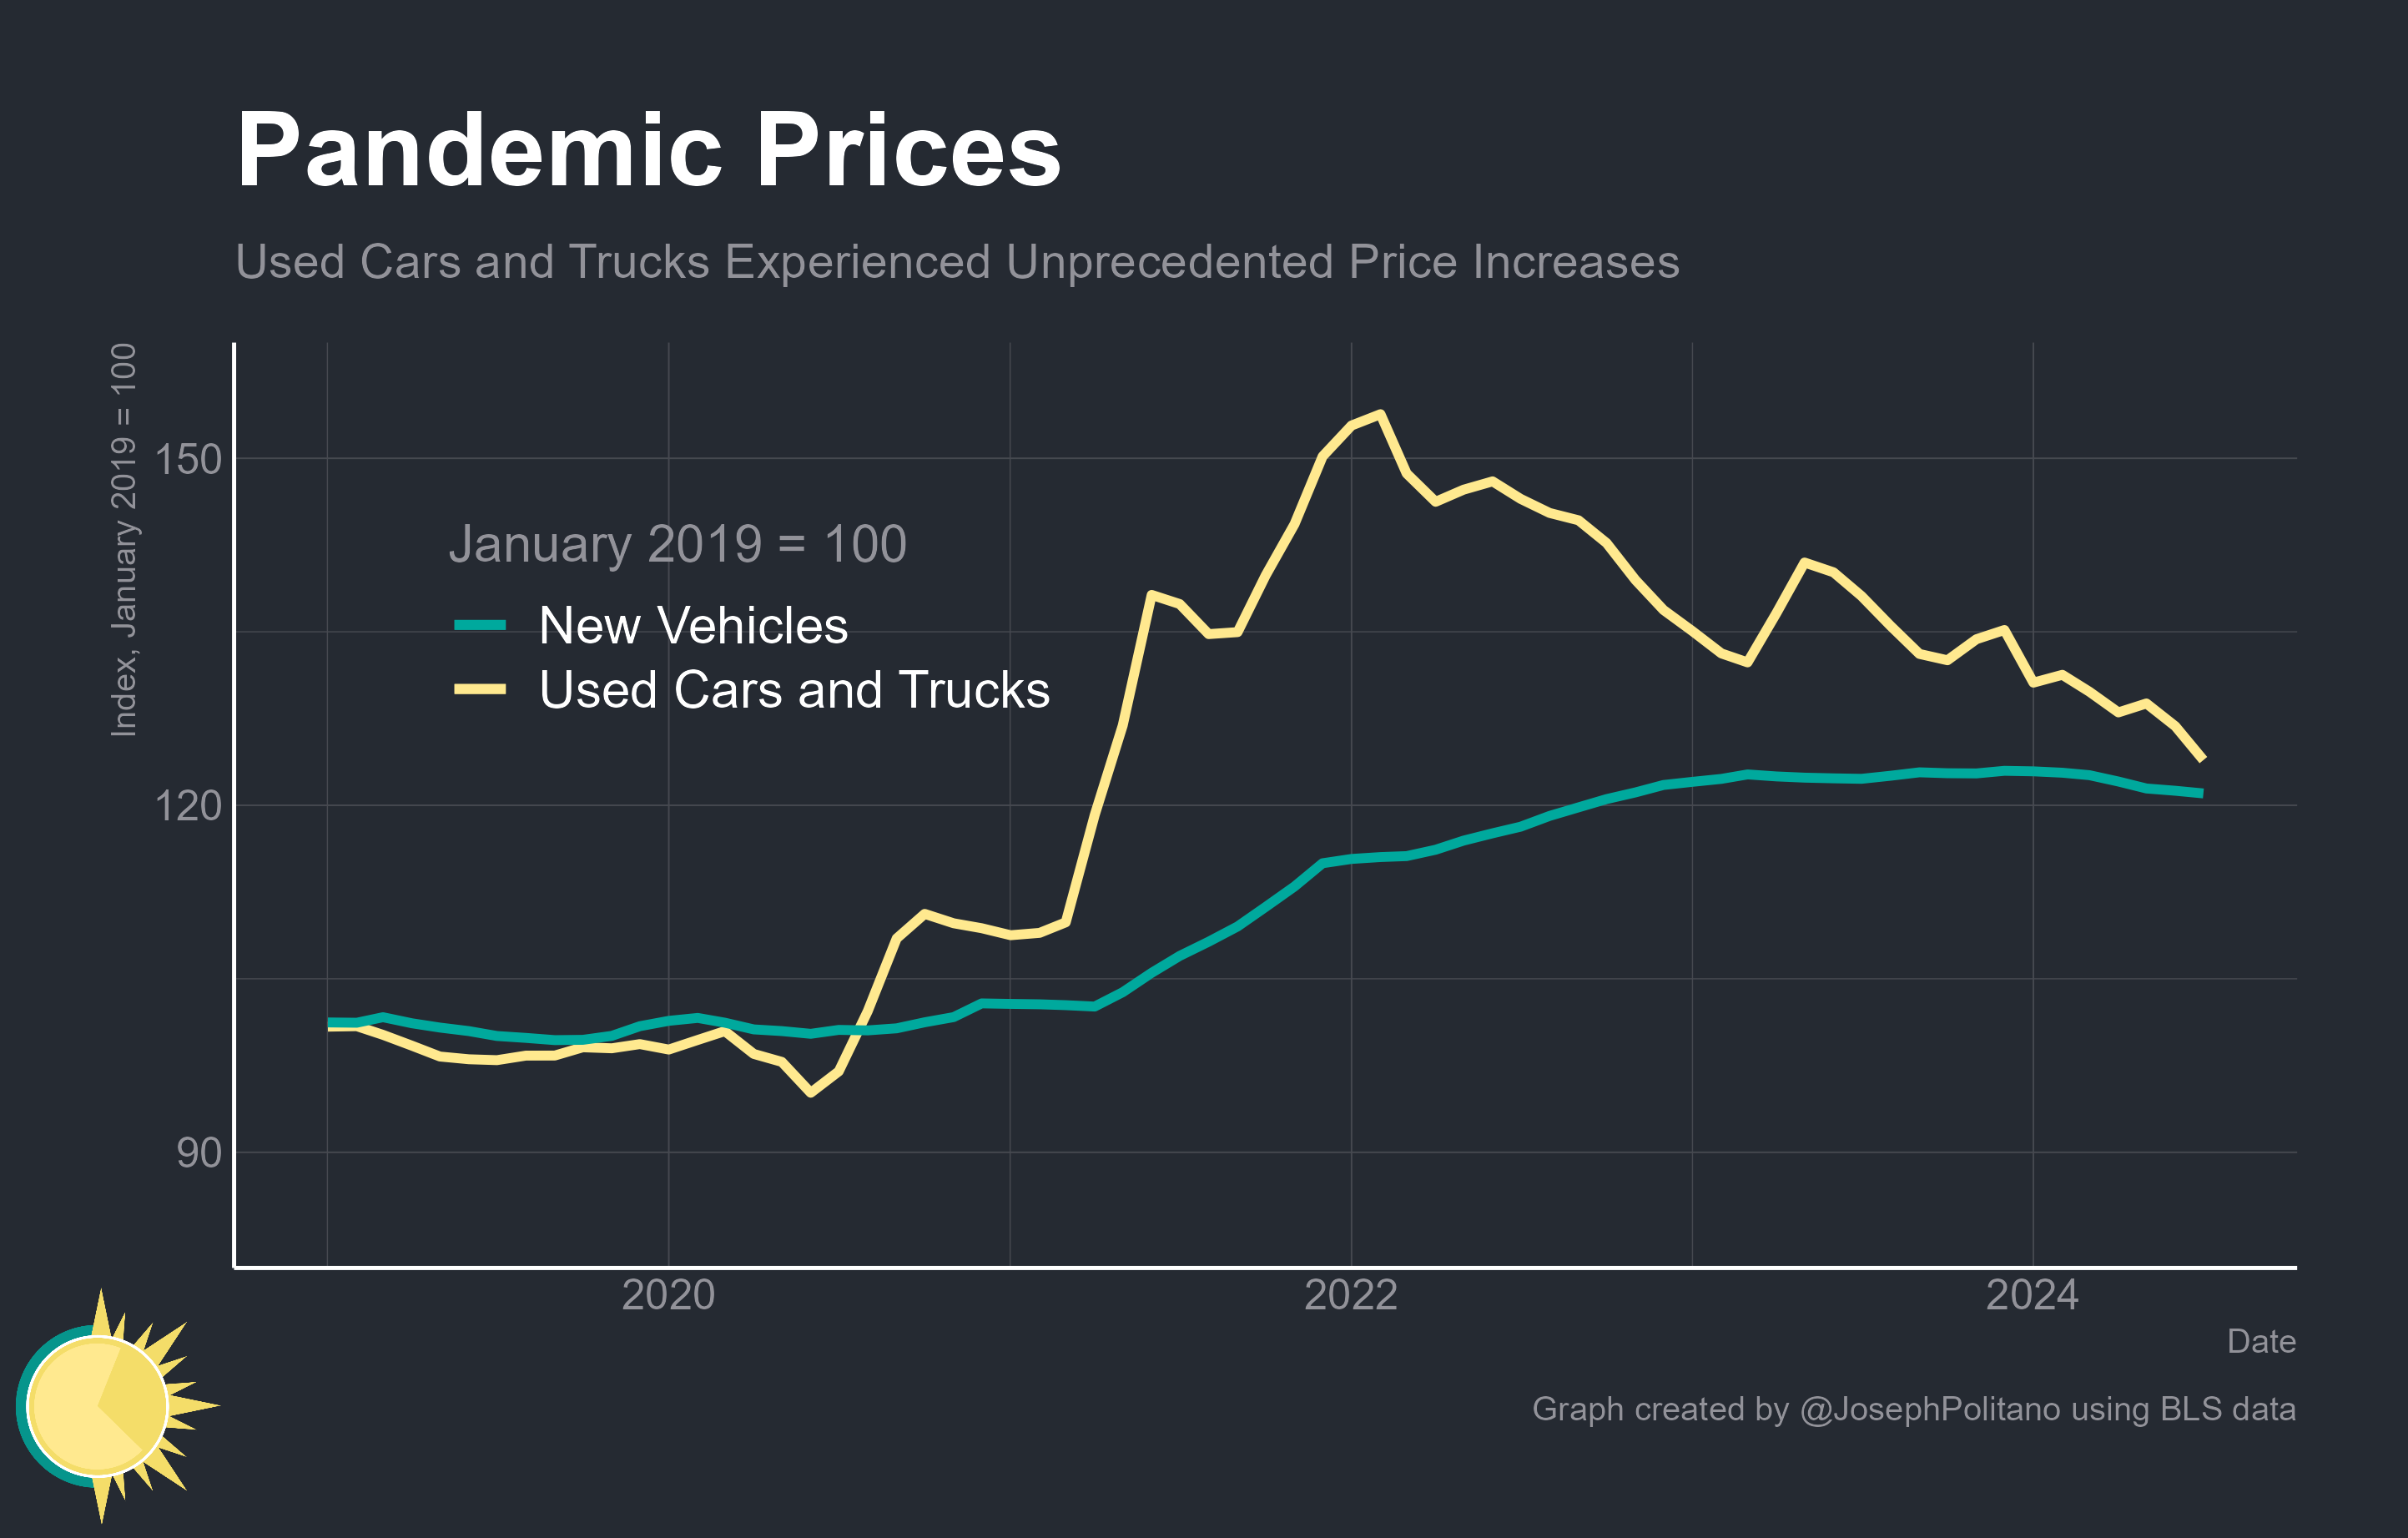 Pandemic Prices
Used Cars and Trucks Experienced Unprecedented Price Increases
Index, January 2019 = 100
150
120
90
January 2019 = 100
New Vehicles
Used Cars and Trucks
2020
2022
2024
Date
Graph created by @JosephPolitano using BLS data